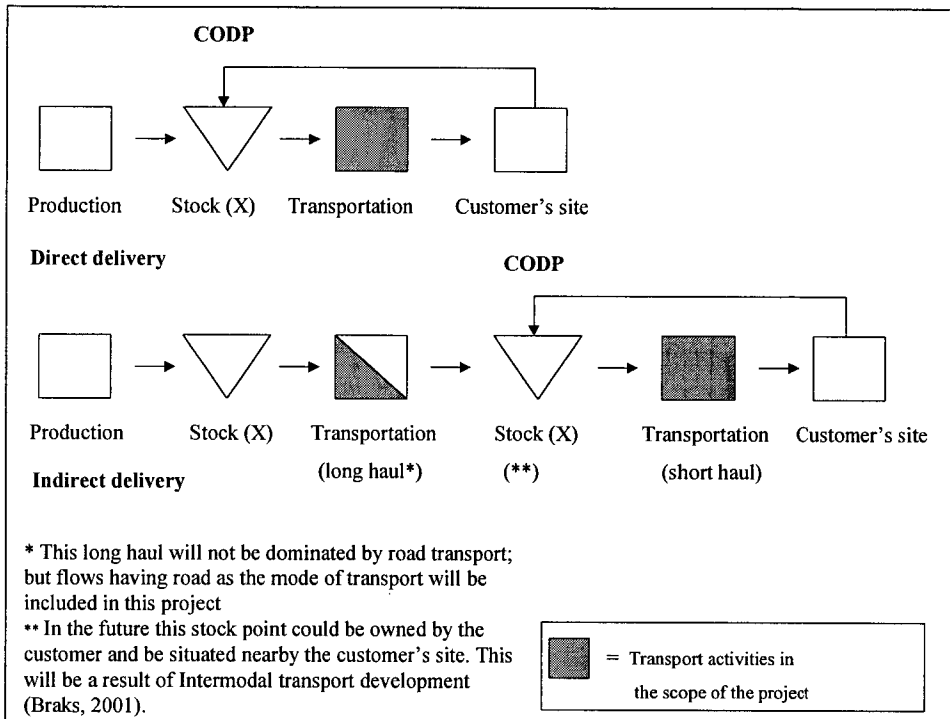 CODP
Production Stock (X) Transportation Customer's site
Direct delivery
CODP
Production Stock (X) Transportation Stock (X) Transportation Customer's site
(long haul*) (**) (short haul)
Indirect delivery
* This long haul will not be dominated by road transport;
but flows having road as the mode of transport will be
included in this project
** In the future this stock point could be owned by the
customer and be situated nearby the customer's site. This
will be a result of Intermodal transport development
(Braks, 2001).
= Transport activities in
the scope of the project